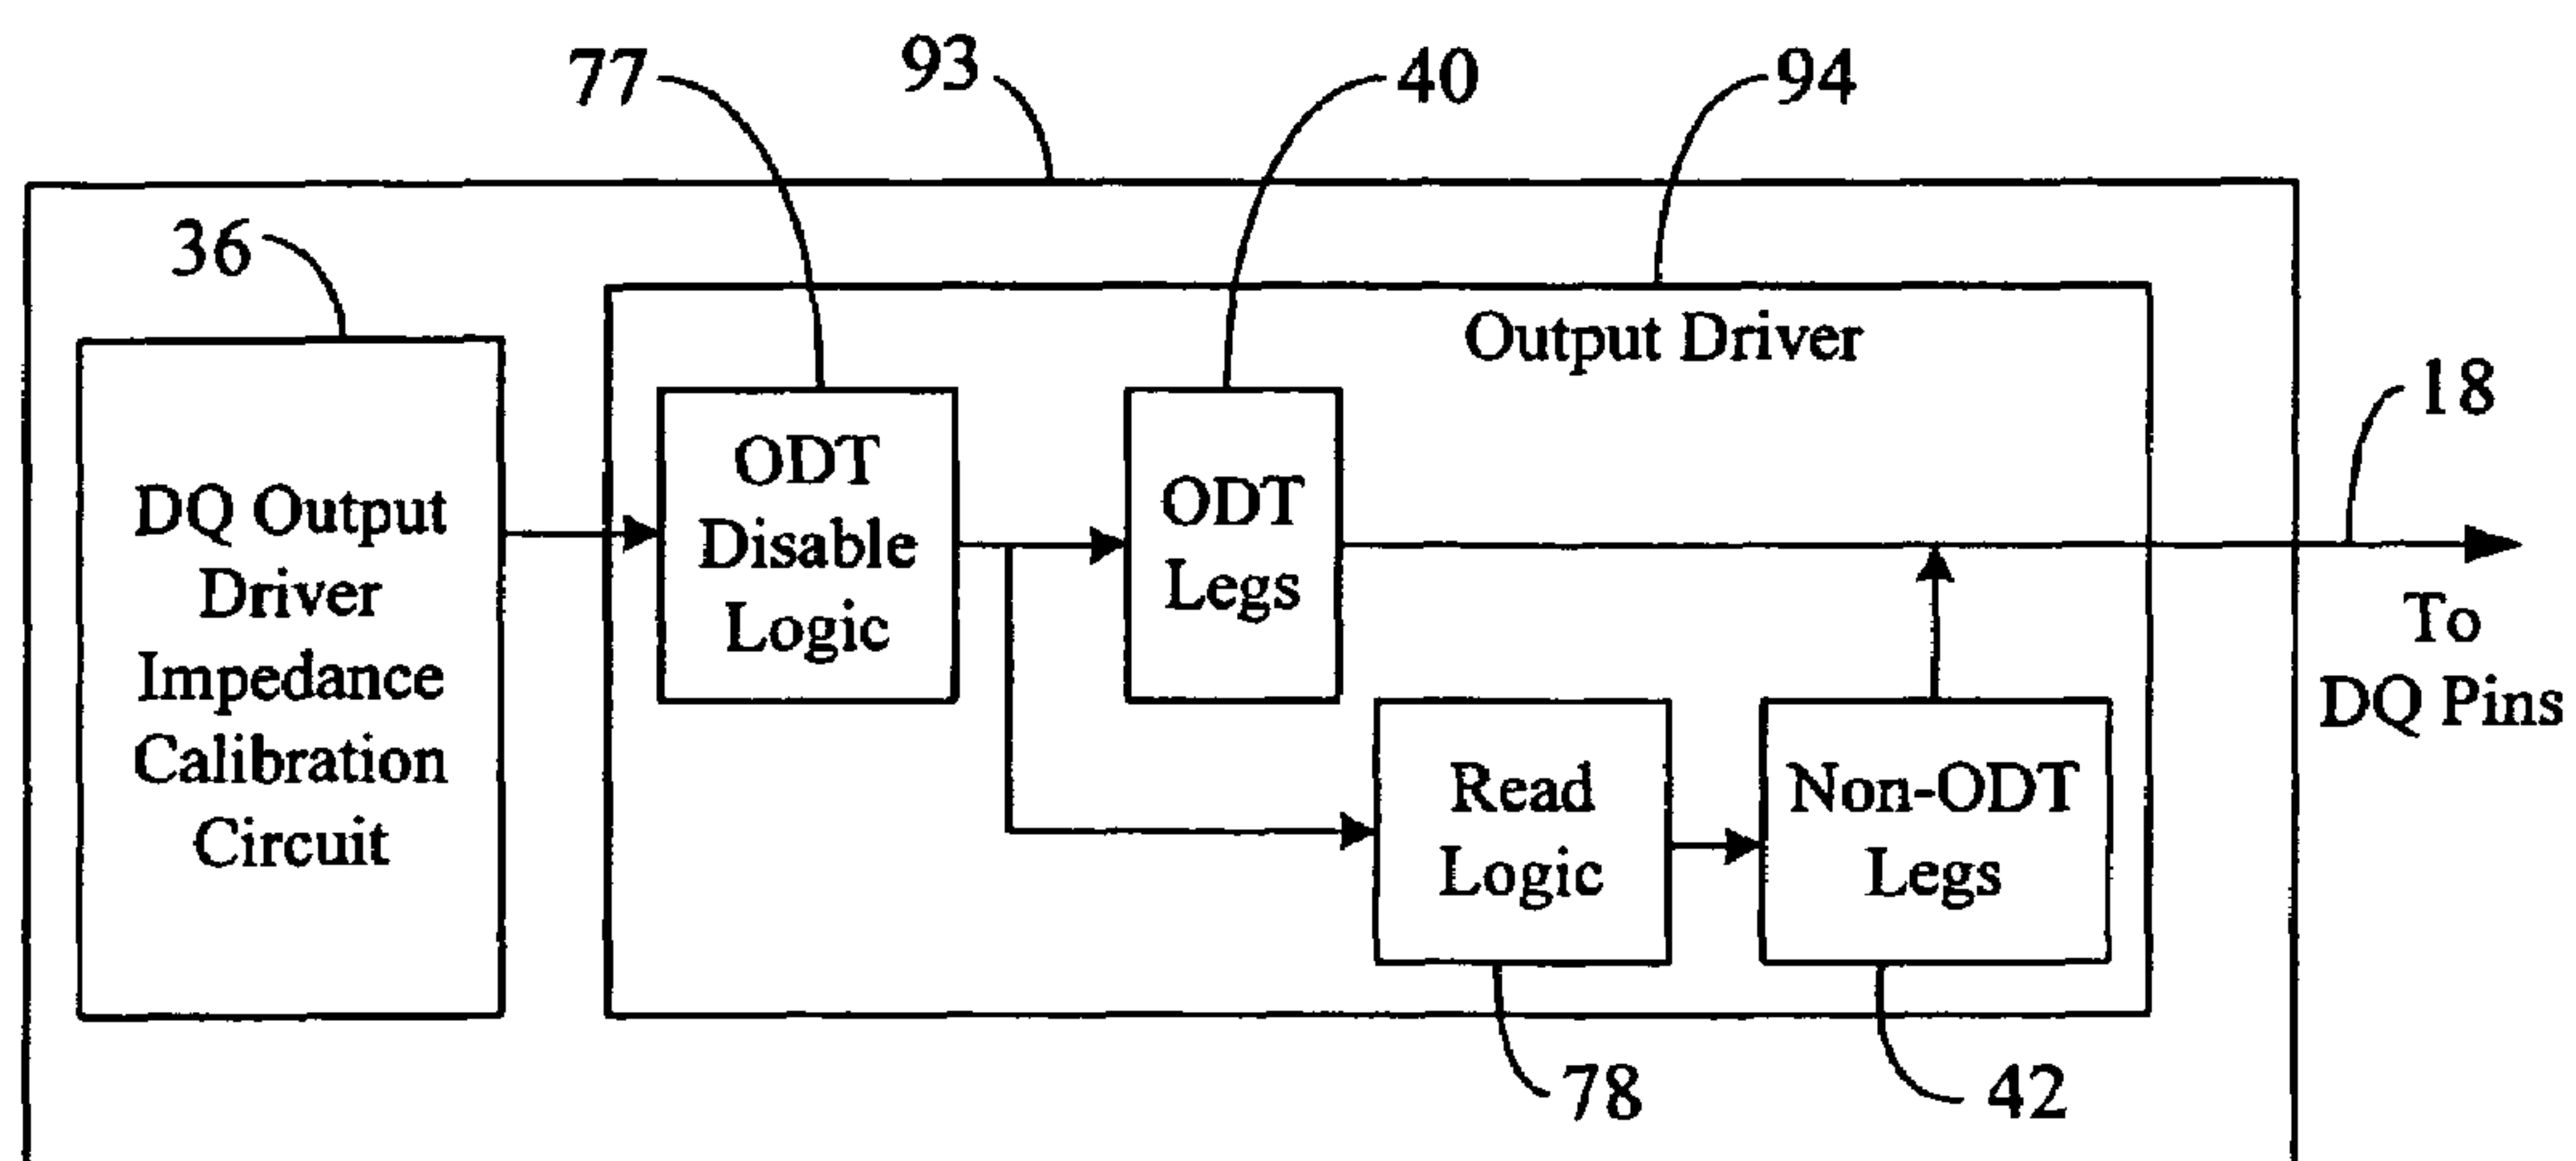 77
93
40
94
36
Output Driver
18
DQ Output
Driver
Impedance
Calibration
Circuit
ODT
Disable
Logic
ODT
Legs
To
DQ Pins
Read
Logic
Non-ODT
Legs
78
42